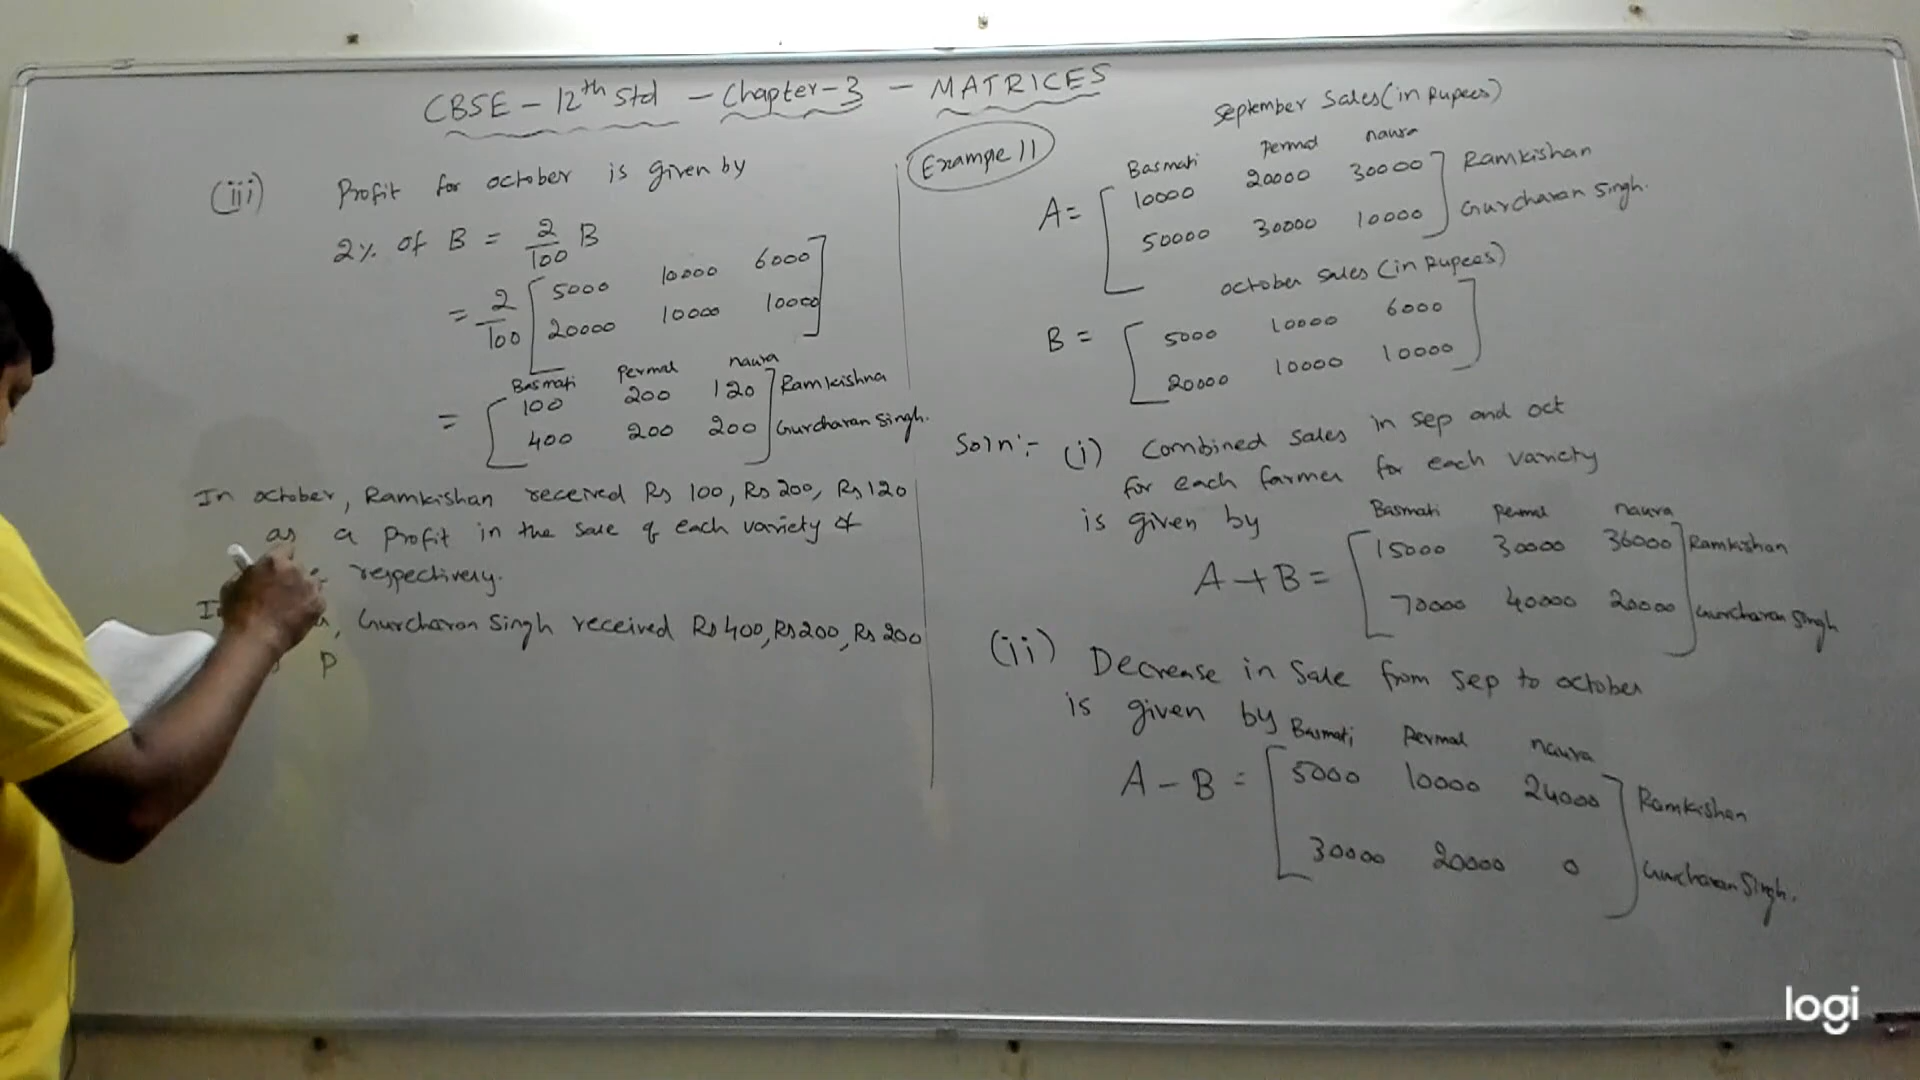 CBSE - 12th Std - Chapter-3 - MATRICES
(iii) Profit for october is given by
2% of B = 2/100 B
= 2/100 [5000 10000 6000
20000 10000 10000]
Basmati Permal naura
= [100 200 120] Ramkishna
400 200 200 Gurcharan Singh.
In october, Ramkishan received Rs 100, Rs 200, Rs 120
as a Profit in the sale of each variety of
respectively.
Gurcharan Singh received Rs 400, Rs 200, Rs 200
P
Exampe 11
September Sales (in Rupees)
Basmati Permal naura
A = [10000 20000 30000] Ramkishan
50000 30000 10000 Gurcharan Singh.
october sales (in Rupees)
B = [5000 10000 6000
20000 10000 10000]
Soln:- (i) Combined sales in Sep and oct
for each farmer for each variety
is given by
Basmati Permal naura
A + B = [15000 30000 36000] Ramkishan
70000 40000 20000 Gurcharan Singh
(ii) Decrease in Sale from Sep to october
is given by
Basmati Permal naura
A - B = [5000 10000 24000] Ramkishan
30000 20000 0 Gurcharan Singh.
logi